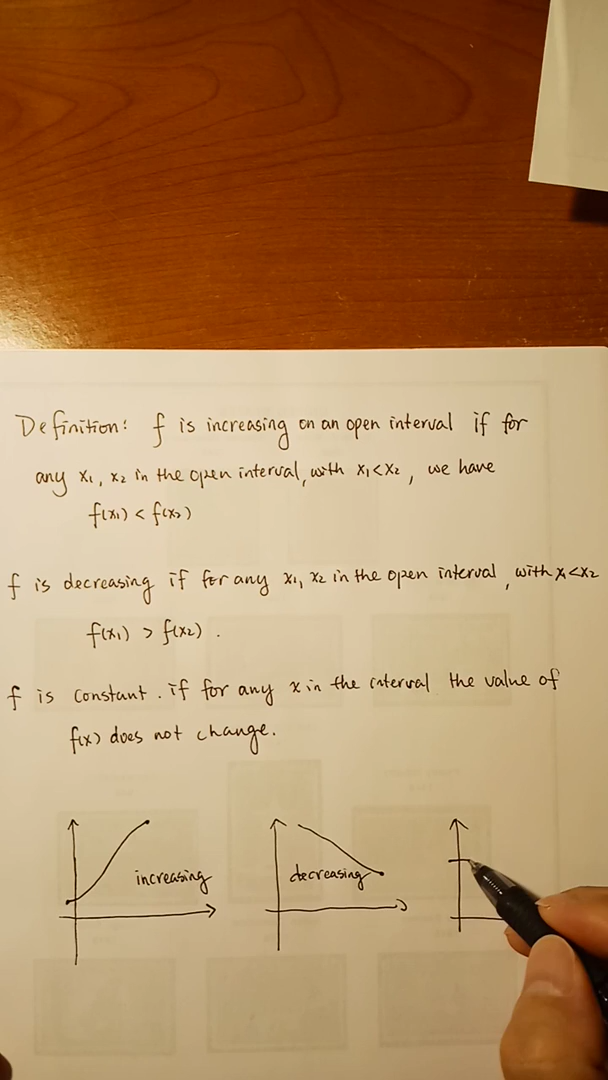 Definition: f is increasing on an open interval if for
any x1, x2 in the open interval, with x1<x2, we have
f(x1) < f(x2)
f is decreasing if for any x1, x2 in the open interval, with x1<x2
f(x1) > f(x2).
f is constant. if for any x in the interval the value of
f(x) does not change.
increasing
decreasing